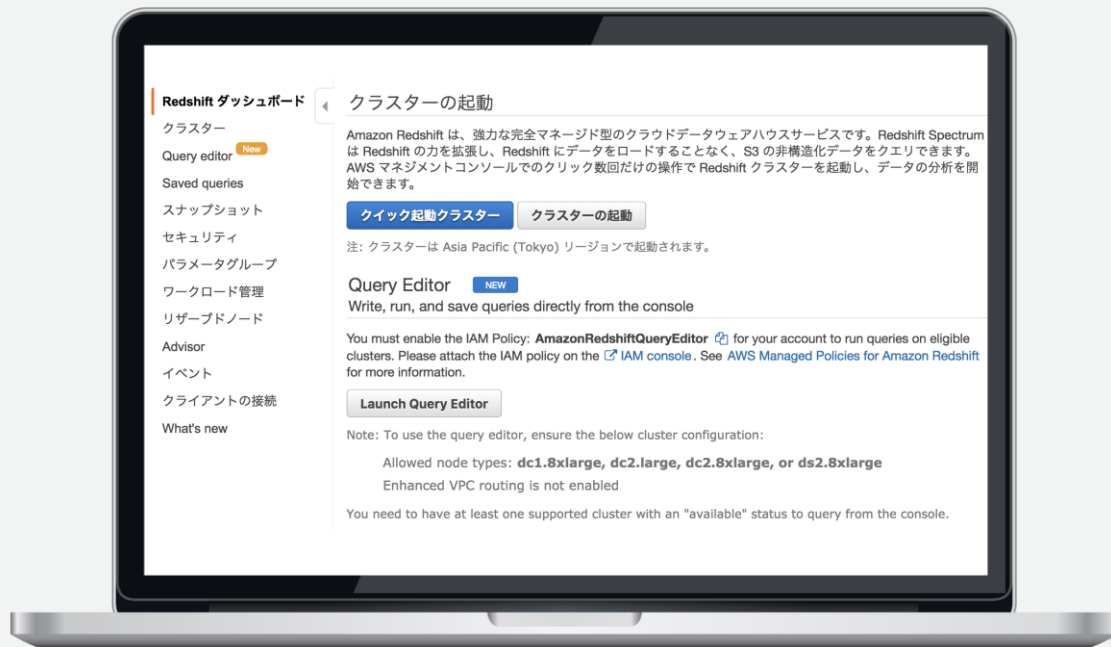 Redshift ダッシュボード
クラスター
Query editor New
Saved queries
スナップショット
セキュリティ
パラメータグループ
ワークロード管理
リザーブドノード
Advisor
イベント
クライアントの接続
What's new
クラスターの起動
Amazon Redshift は、強力な完全マネージド型のクラウドデータウェアハウスサービスです。Redshift Spectrum
は Redshift の力を拡張し、Redshift にデータをロードすることなく、S3 の非構造化データをクエリできます。
AWS マネジメントコンソールでのクリック数回だけの操作で Redshift クラスターを起動し、データの分析を開
始できます。
クイック起動クラスター クラスターの起動
注: クラスターは Asia Pacific (Tokyo) リージョンで起動されます。
Query Editor NEW
Write, run, and save queries directly from the console
You must enable the IAM Policy: AmazonRedshiftQueryEditor for your account to run queries on eligible
clusters. Please attach the IAM policy on the IAM console. See AWS Managed Policies for Amazon Redshift
for more information.
Launch Query Editor
Note: To use the query editor, ensure the below cluster configuration:
Allowed node types: dc1.8xlarge, dc2.large, dc2.8xlarge, or ds2.8xlarge
Enhanced VPC routing is not enabled
You need to have at least one supported cluster with an "available" status to query from the console.